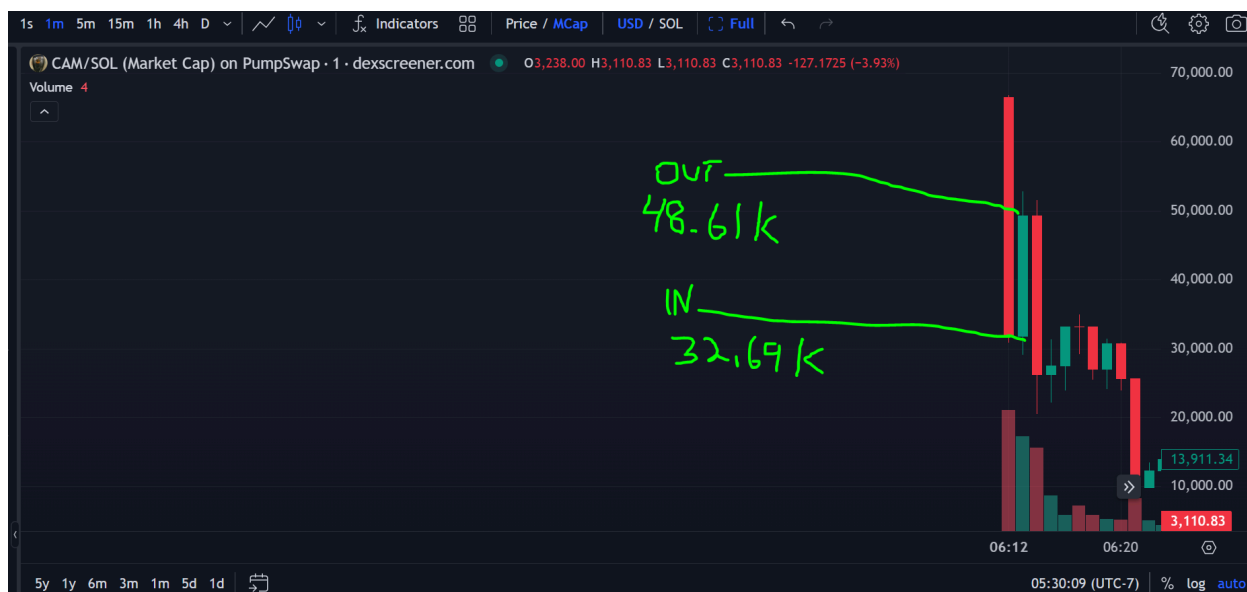 1s 1m 5m 15m 1h 4h D Indicators Price / MCap USD / SOL Full
CAM/SOL (Market Cap) on PumpSwap · 1 · dexscreener.com O3,238.00 H3,110.83 L3,110.83 C3,110.83 -127.1725 (−3.93%)
Volume 4
70,000.00
60,000.00
OUT
48.61k
50,000.00
40,000.00
IN
32.69k
30,000.00
20,000.00
13,911.34
10,000.00
3,110.83
06:12 06:20
5y 1y 6m 3m 1m 5d 1d 05:30:09 (UTC-7) % log auto